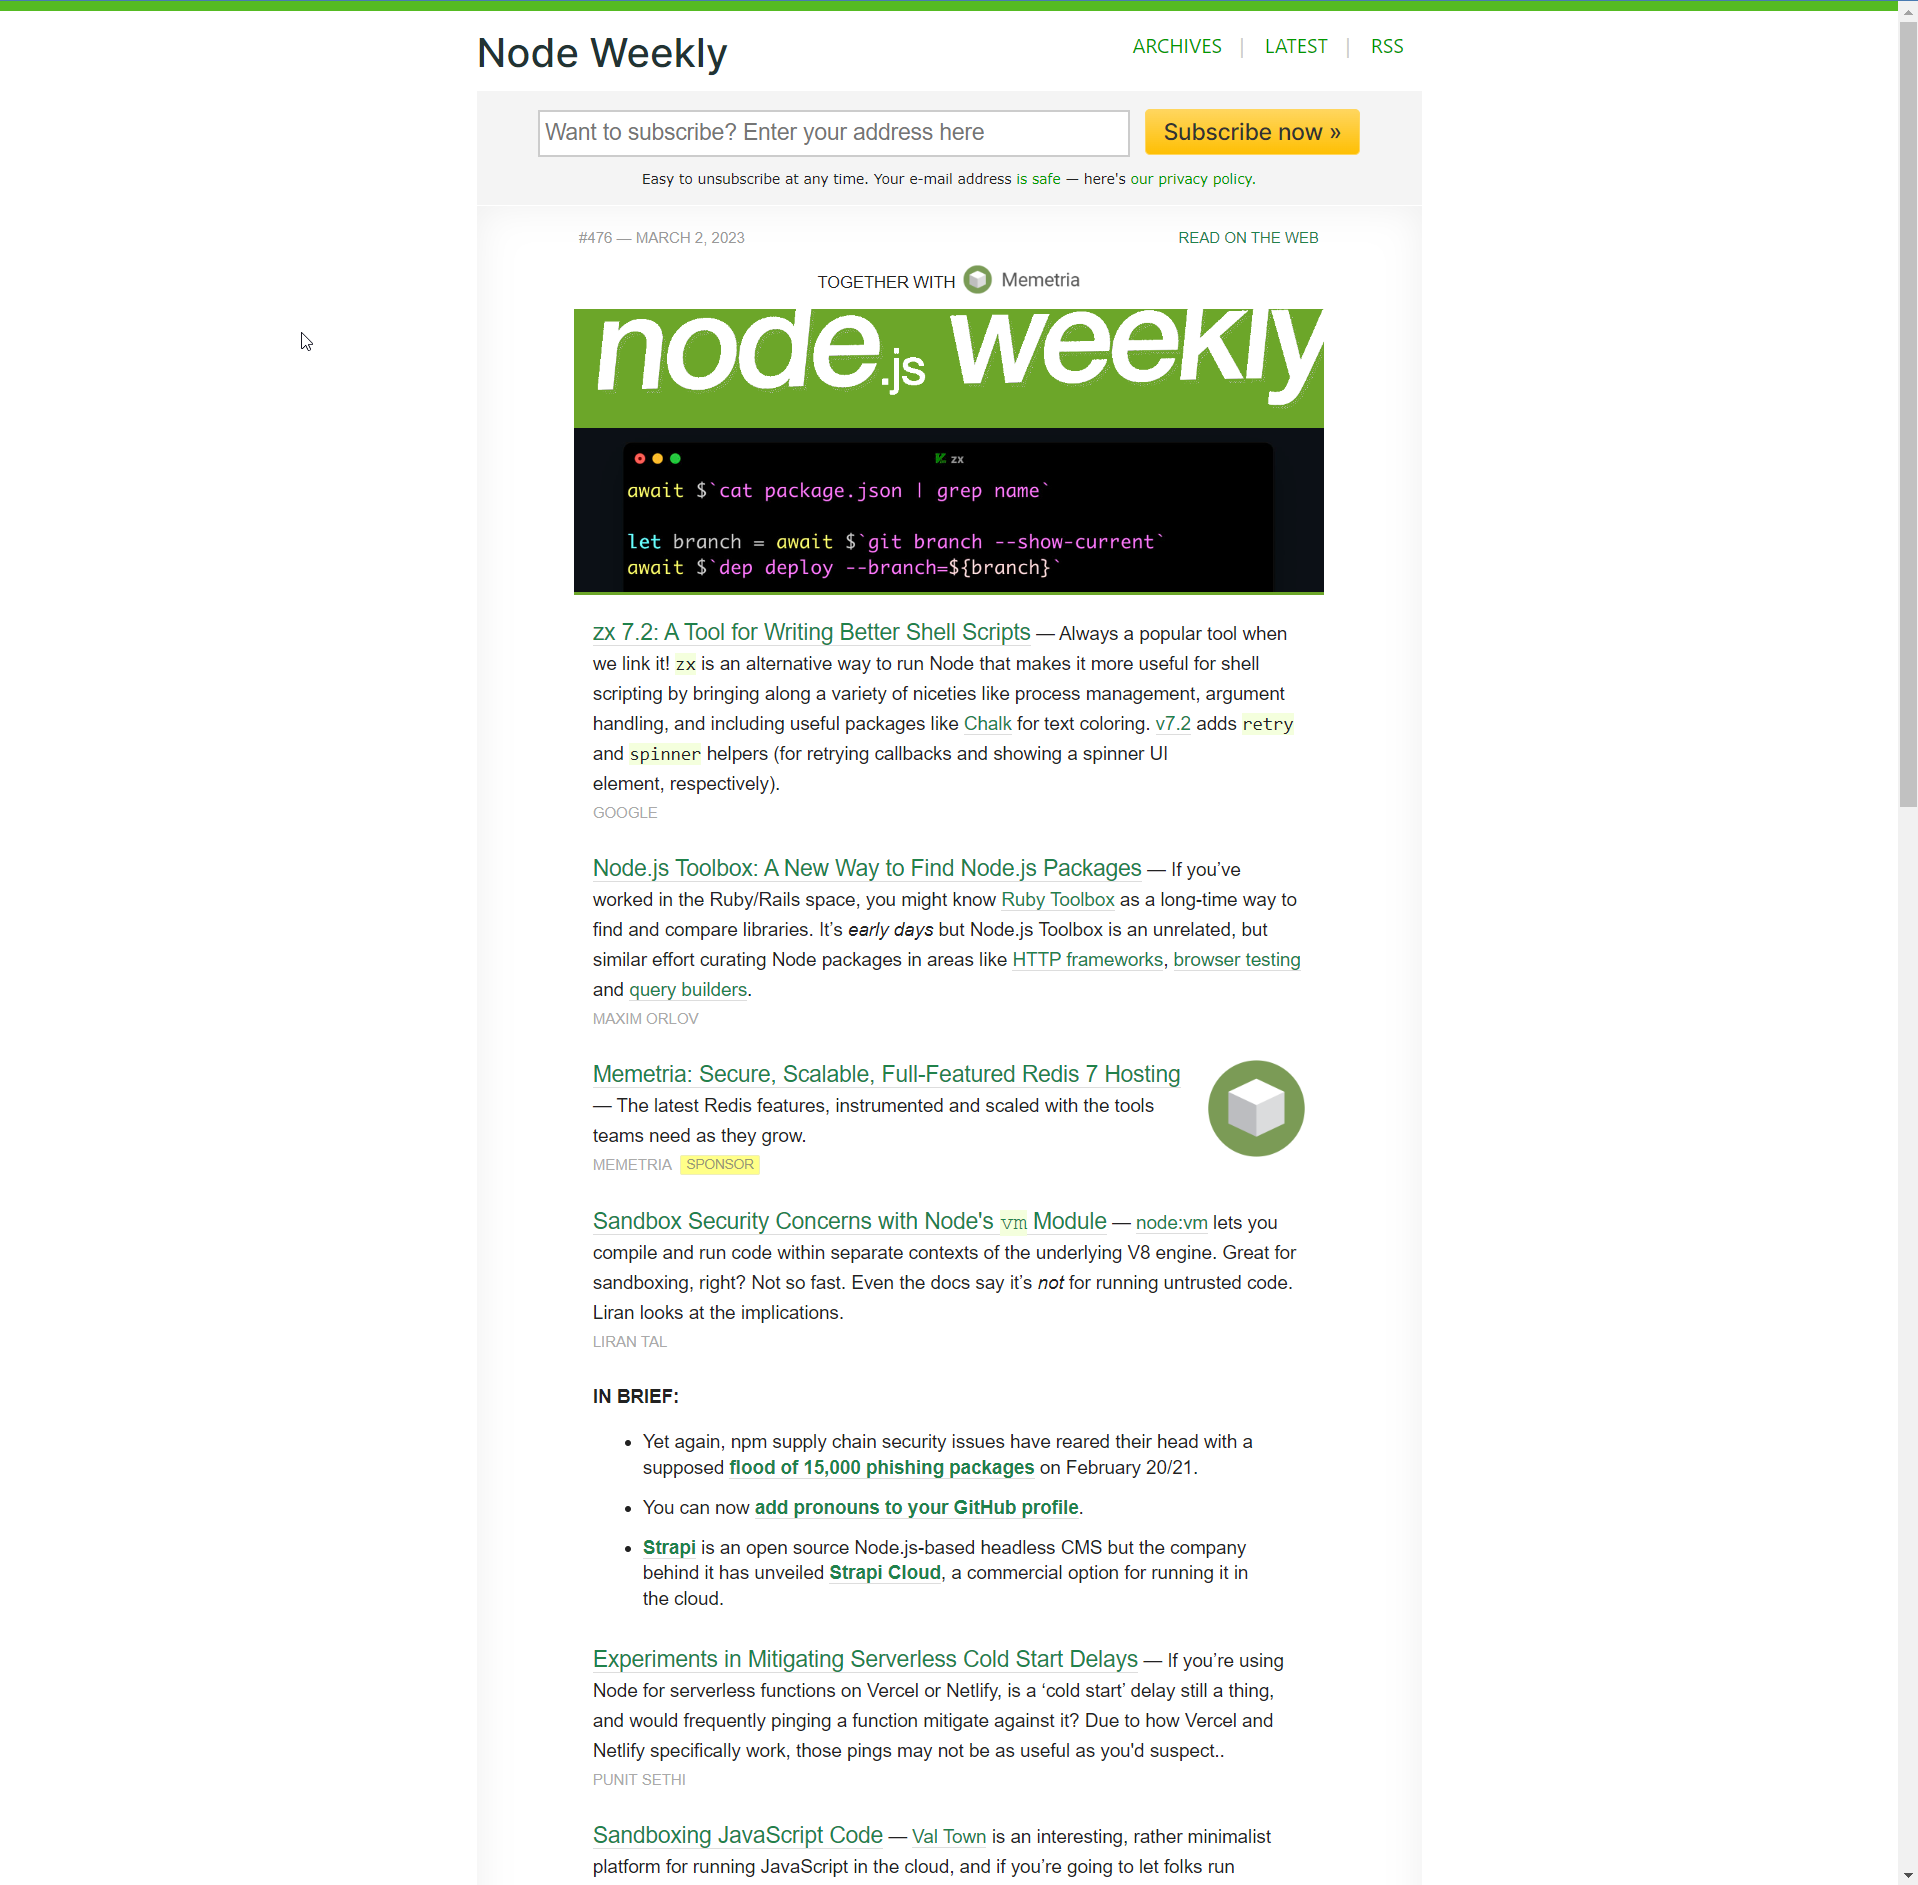 Node Weekly
ARCHIVES | LATEST | RSS
Want to subscribe? Enter your address here
Subscribe now »
Easy to unsubscribe at any time. Your e-mail address is safe — here's our privacy policy.
#476 — MARCH 2, 2023
READ ON THE WEB
TOGETHER WITH Memetria
node.js weekly
zx
await $`cat package.json | grep name`
let branch = await $`git branch --show-current`
await $`dep deploy --branch=${branch}`
zx 7.2: A Tool for Writing Better Shell Scripts — Always a popular tool when
we link it! zx is an alternative way to run Node that makes it more useful for shell
scripting by bringing along a variety of niceties like process management, argument
handling, and including useful packages like Chalk for text coloring. v7.2 adds retry
and spinner helpers (for retrying callbacks and showing a spinner UI
element, respectively).
GOOGLE
Node.js Toolbox: A New Way to Find Node.js Packages — If you’ve
worked in the Ruby/Rails space, you might know Ruby Toolbox as a long-time way to
find and compare libraries. It’s early days but Node.js Toolbox is an unrelated, but
similar effort curating Node packages in areas like HTTP frameworks, browser testing
and query builders.
MAXIM ORLOV
Memetria: Secure, Scalable, Full-Featured Redis 7 Hosting
— The latest Redis features, instrumented and scaled with the tools
teams need as they grow.
MEMETRIA SPONSOR
Sandbox Security Concerns with Node's vm Module — node:vm lets you
compile and run code within separate contexts of the underlying V8 engine. Great for
sandboxing, right? Not so fast. Even the docs say it’s not for running untrusted code.
Liran looks at the implications.
LIRAN TAL
IN BRIEF:
• Yet again, npm supply chain security issues have reared their head with a
supposed flood of 15,000 phishing packages on February 20/21.
• You can now add pronouns to your GitHub profile.
• Strapi is an open source Node.js-based headless CMS but the company
behind it has unveiled Strapi Cloud, a commercial option for running it in
the cloud.
Experiments in Mitigating Serverless Cold Start Delays — If you’re using
Node for serverless functions on Vercel or Netlify, is a ‘cold start’ delay still a thing,
and would frequently pinging a function mitigate against it? Due to how Vercel and
Netlify specifically work, those pings may not be as useful as you'd suspect..
PUNIT SETHI
Sandboxing JavaScript Code — Val Town is an interesting, rather minimalist
platform for running JavaScript in the cloud, and if you’re going to let folks run